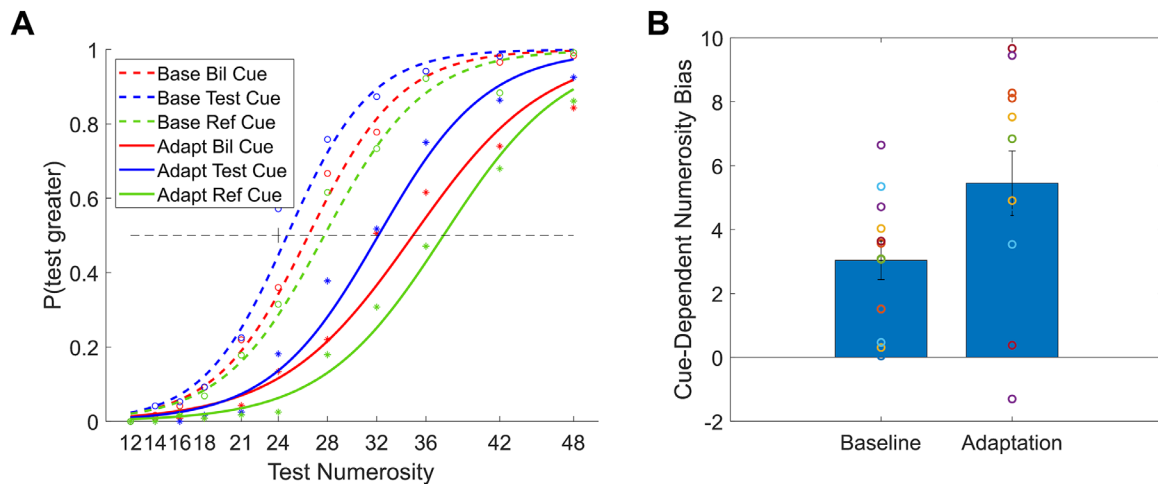 A
P(test greater)
1
0.8
0.6
0.4
0.2
0
Base Bil Cue
Base Test Cue
Base Ref Cue
Adapt Bil Cue
Adapt Test Cue
Adapt Ref Cue
12 14 16 18 21 24 28 32 36 42 48
Test Numerosity
B
Cue-Dependent Numerosity Bias
10
8
6
4
2
0
-2
Baseline Adaptation